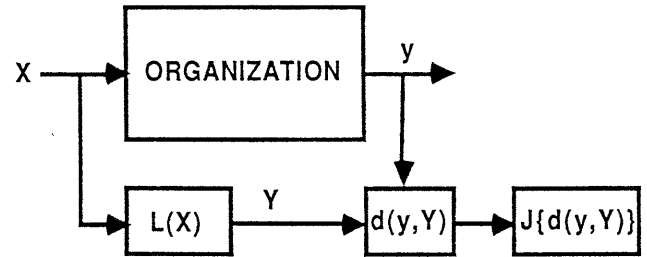 X
ORGANIZATION
y
L(X)
Y
d(y,Y)
J{d(y,Y)}